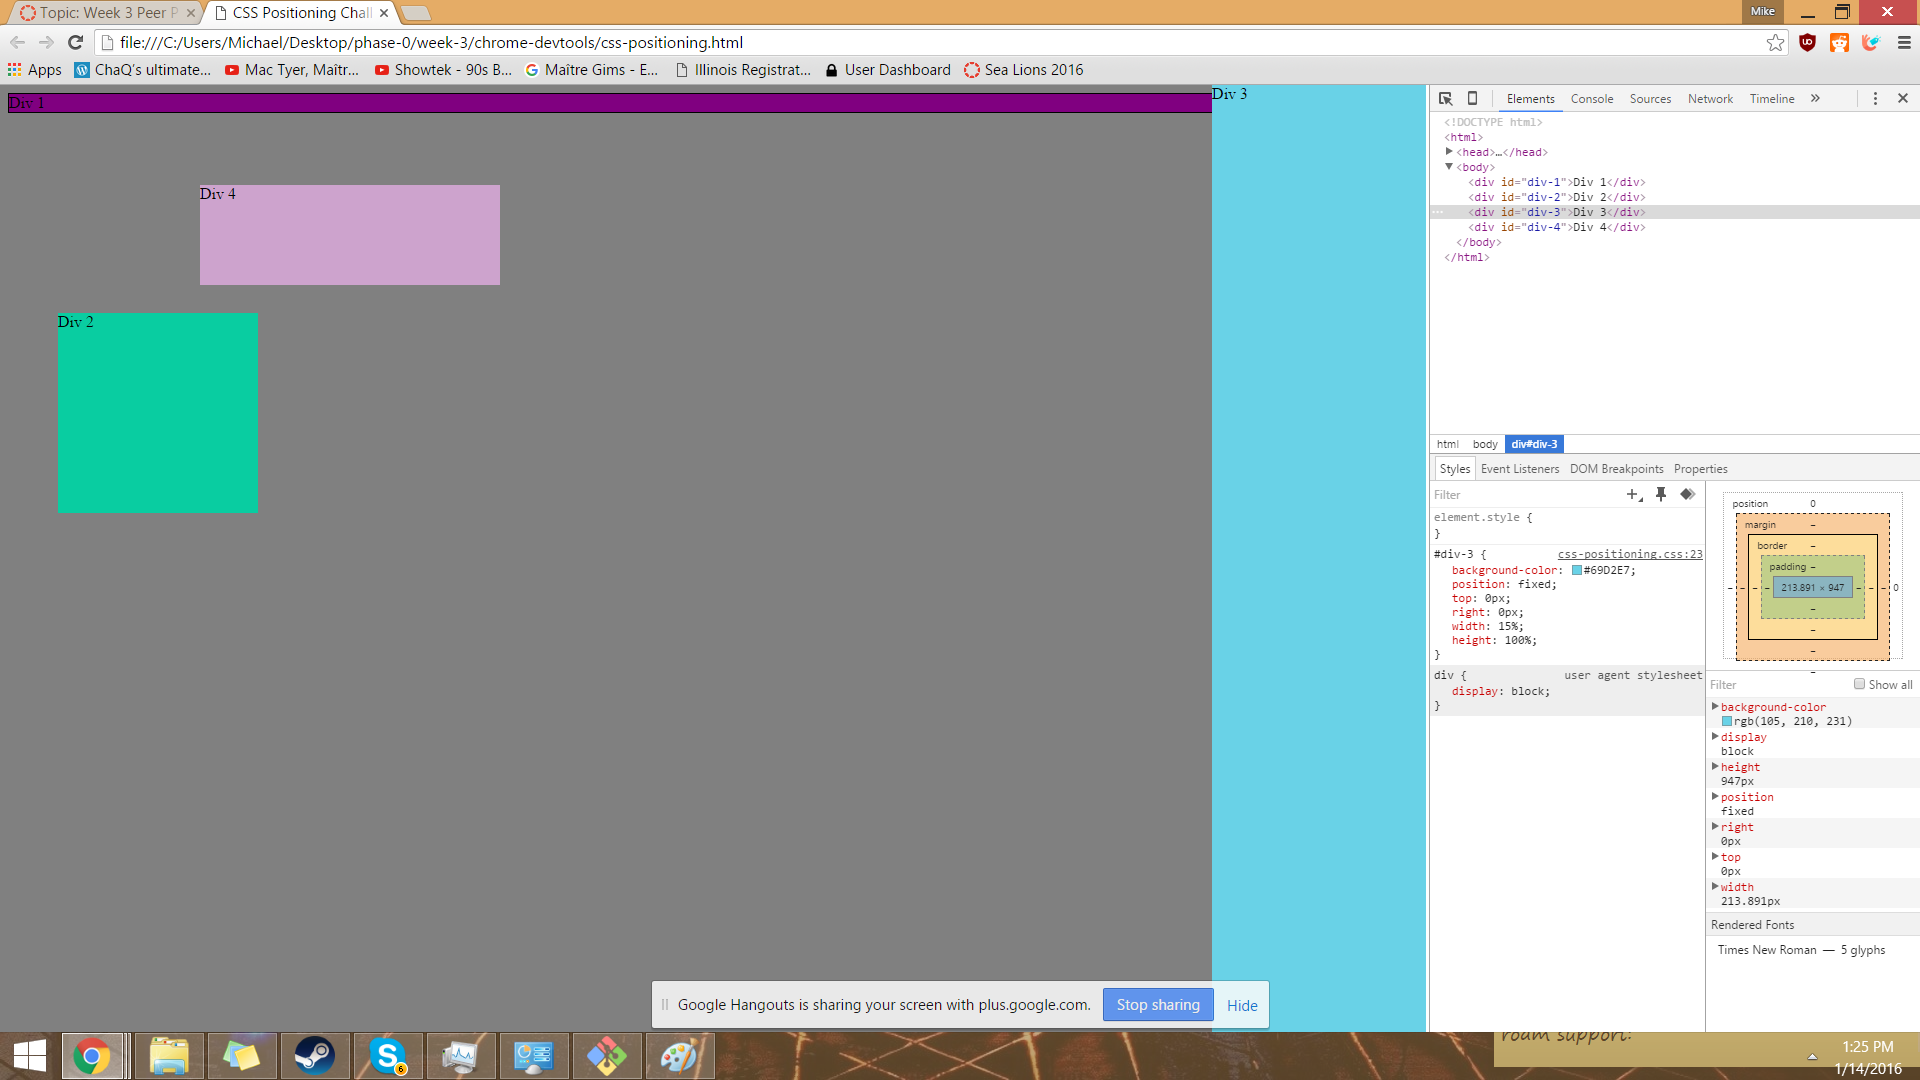 Topic: Week 3 Peer P
CSS Positioning Chall
Mike
file:///C:/Users/Michael/Desktop/phase-0/week-3/chrome-devtools/css-positioning.html
Apps
ChaQ's ultimate...
Mac Tyer, Maîtr...
Showtek - 90s B...
Maître Gims - E...
Illinois Registrat...
User Dashboard
Sea Lions 2016
Div 1
Div 3
Div 4
Div 2
Elements Console Sources Network Timeline »
<!DOCTYPE html>
<html>
<head>…</head>
<body>
<div id="div-1">Div 1</div>
<div id="div-2">Div 2</div>
<div id="div-3">Div 3</div>
<div id="div-4">Div 4</div>
</body>
</html>
html body div#div-3
Styles Event Listeners DOM Breakpoints Properties
Filter
element.style {
}
#div-3 { css-positioning.css:23
background-color: #69D2E7;
position: fixed;
top: 0px;
right: 0px;
width: 15%;
height: 100%;
}
div { user agent stylesheet
display: block;
}
position 0
margin –
border –
padding –
– – – – 213.891 × 947 – – – 0
–
–
–
–
Filter Show all
background-color
rgb(105, 210, 231)
display
block
height
947px
position
fixed
right
0px
top
0px
width
213.891px
Rendered Fonts
Times New Roman — 5 glyphs
Google Hangouts is sharing your screen with plus.google.com.
Stop sharing
Hide
roam support:
6
1:25 PM
1/14/2016